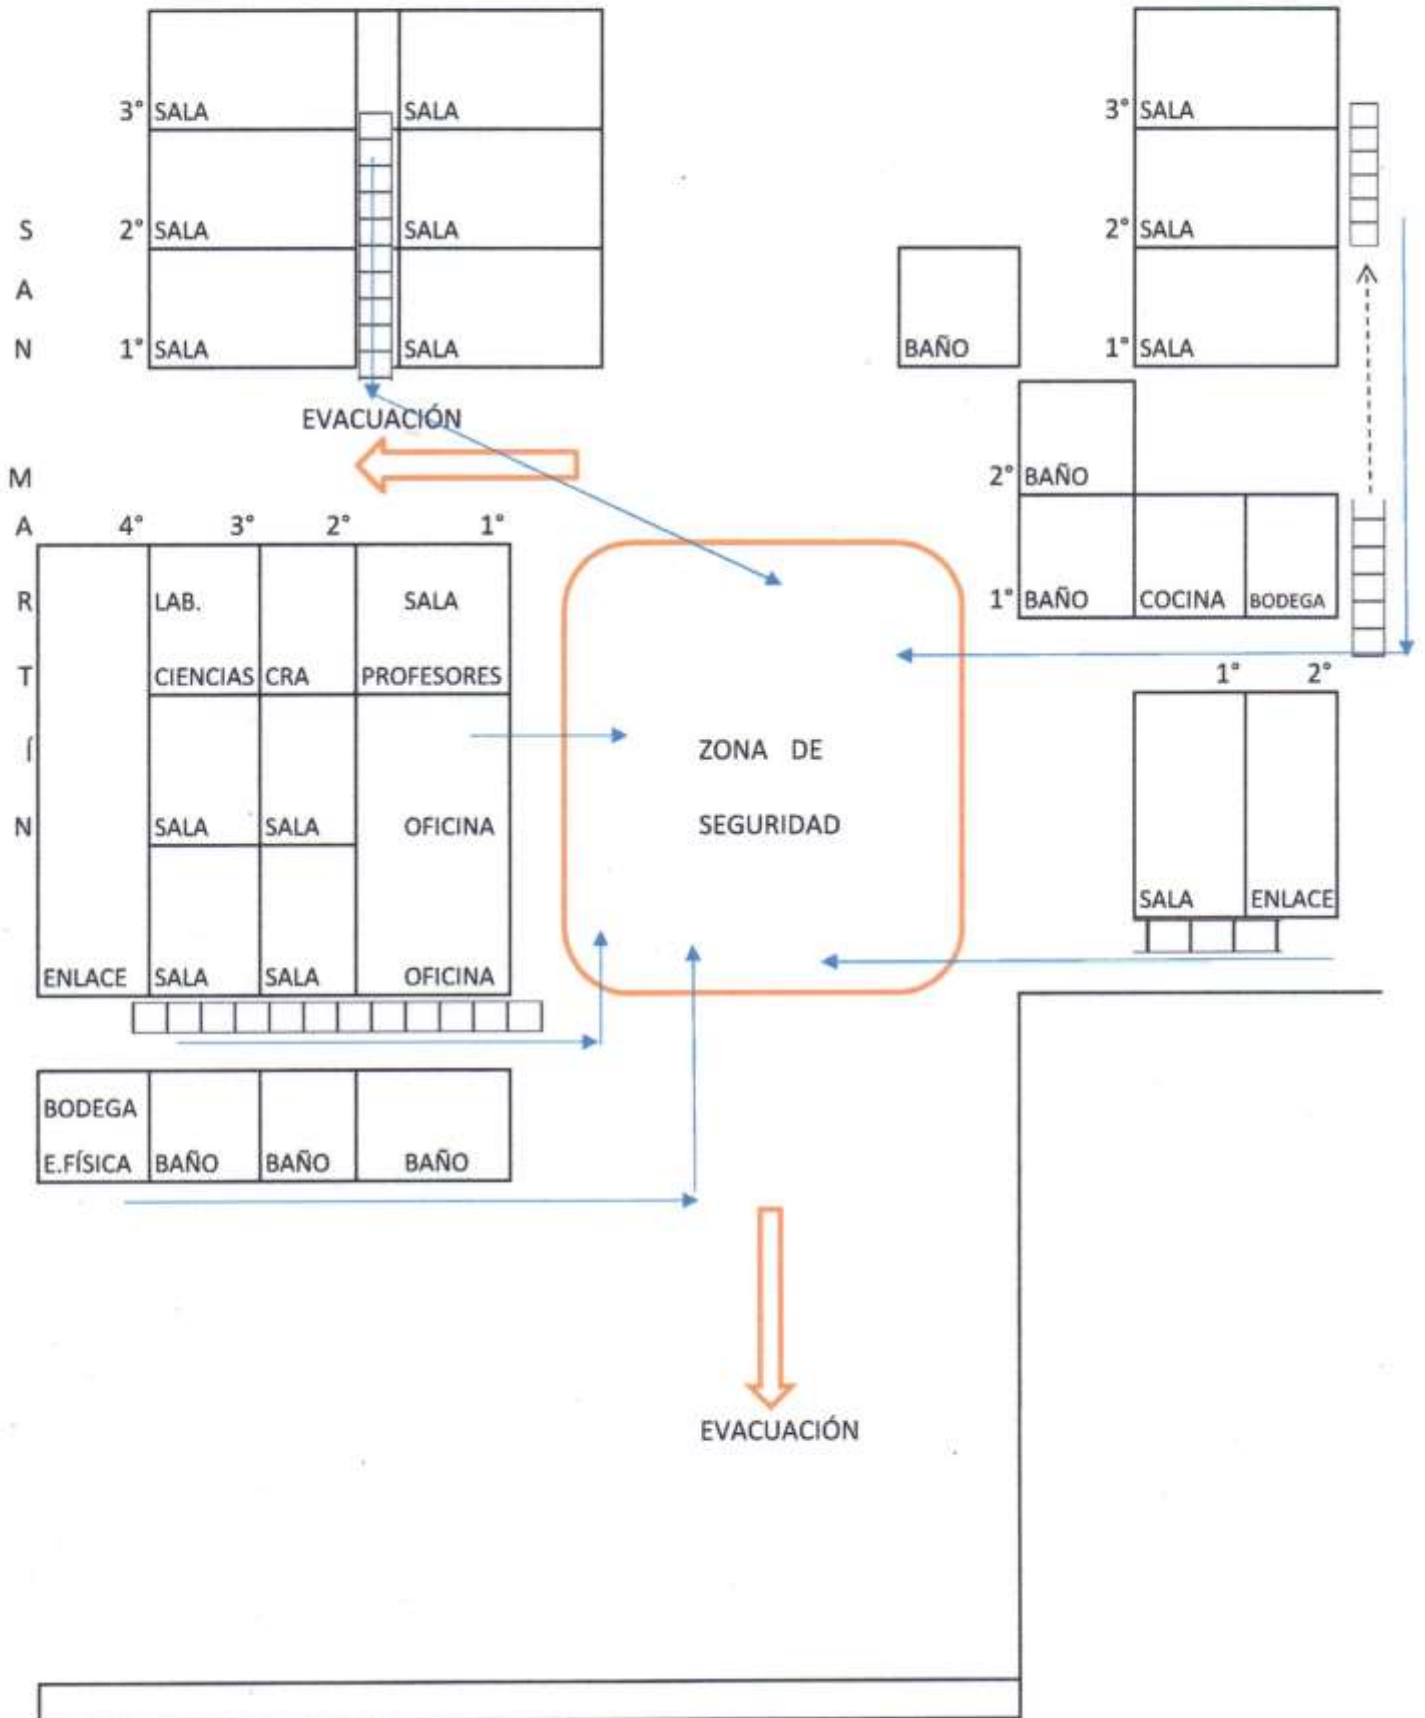 3° SALA SALA 3° SALA
S 2° SALA SALA 2° SALA
A
N 1° SALA SALA BAÑO 1° SALA
EVACUACIÓN
M 2° BAÑO
A 4° 3° 2° 1°
R LAB. SALA 1° BAÑO COCINA BODEGA
T CIENCIAS CRA PROFESORES 1° 2°
Í ZONA DE
N SALA SALA OFICINA SEGURIDAD
SALA ENLACE
ENLACE SALA SALA OFICINA
BODEGA
E.FÍSICA BAÑO BAÑO BAÑO
EVACUACIÓN